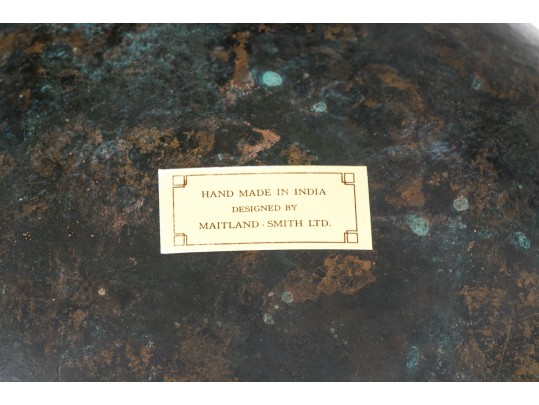 HAND MADE IN INDIA
DESIGNED BY
MAITLAND - SMITH LTD.